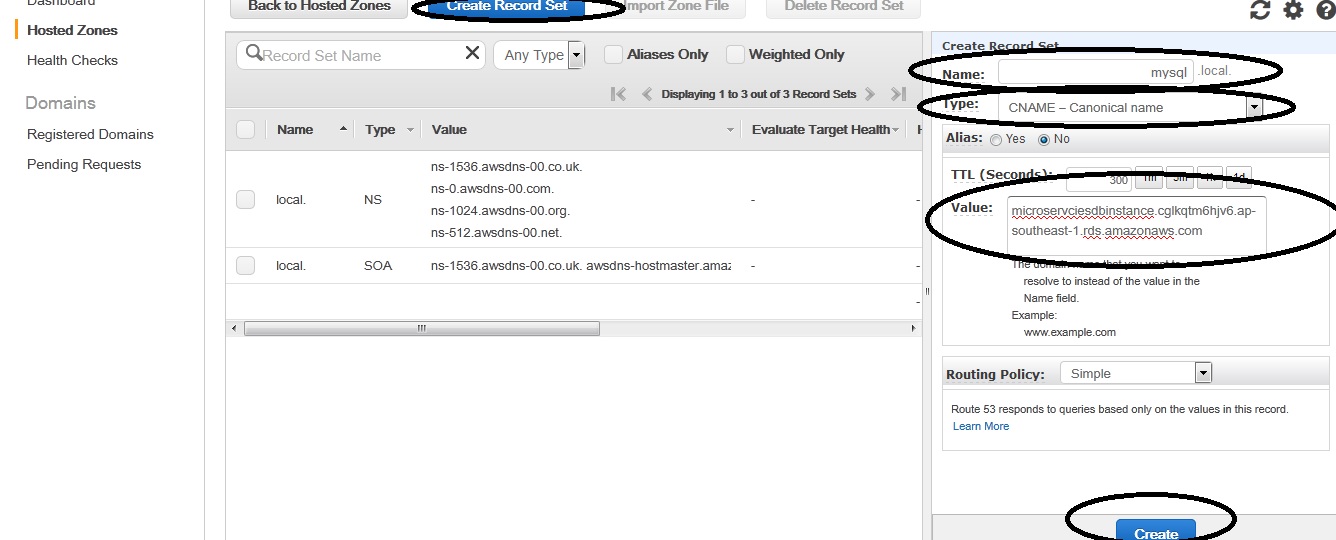 Dashboard
Hosted Zones
Health Checks
Domains
Registered Domains
Pending Requests
Back to Hosted Zones
Create Record Set
Import Zone File
Delete Record Set
Record Set Name
Any Type
Aliases Only
Weighted Only
Displaying 1 to 3 out of 3 Record Sets
Name Type Value Evaluate Target Health
local. NS ns-1536.awsdns-00.co.uk. -
ns-0.awsdns-00.com.
ns-1024.awsdns-00.org.
ns-512.awsdns-00.net.
local. SOA ns-1536.awsdns-00.co.uk. awsdns-hostmaster.amaz - -
Create Record Set
Name: mysql .local.
Type: CNAME – Canonical name
Alias: Yes No
TTL (Seconds): 300 1m 5m 1h 1d
Value: microservciesdbinstance.cglkqtm6hjv6.ap-
southeast-1.rds.amazonaws.com
The domain name that you want to
resolve to instead of the value in the
Name field.
Example:
www.example.com
Routing Policy: Simple
Route 53 responds to queries based only on the values in this record.
Learn More
Create